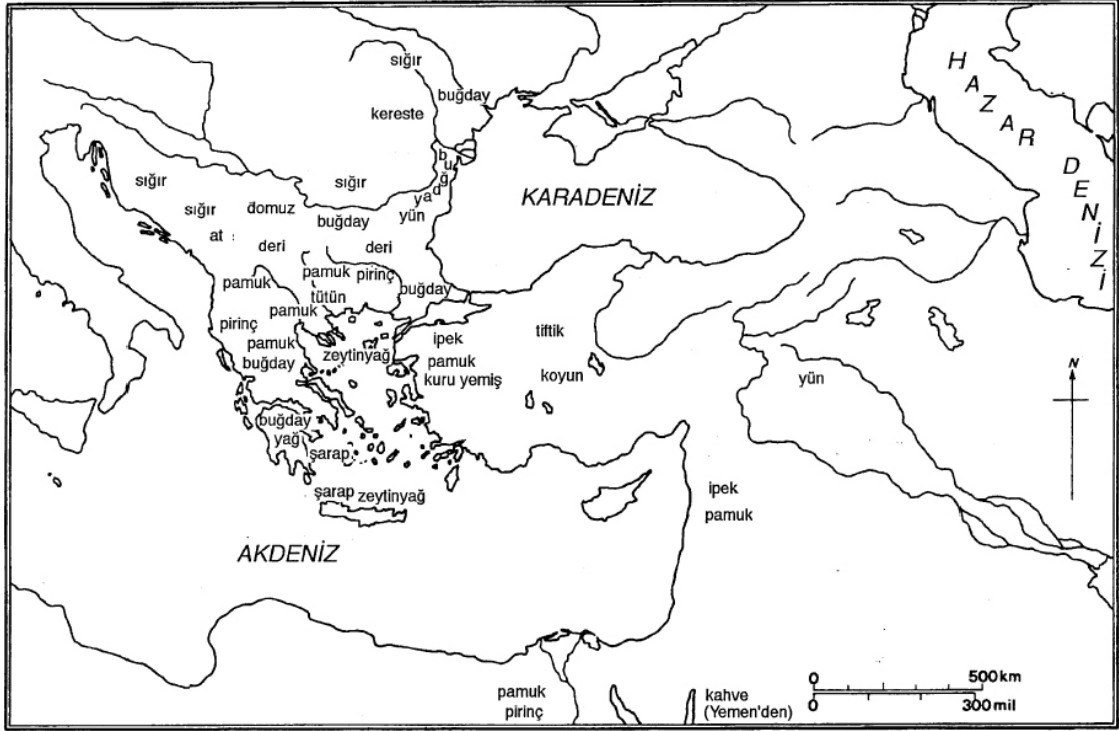 sığır
buğday
kereste
HAZAR DENİZİ
buğday
sığır
sığır
KARADENİZ
sığır
domuz
buğday
yün
at
deri
deri
pamuk
pamuk
pirinç
tütün
buğday
pamuk
pirinç
pamuk
buğday
zeytinyağ
ipek
pamuk
kuru yemiş
tiftik
koyun
yün
N
buğday
yağ
şarap
şarap
zeytinyağ
ipek
pamuk
AKDENİZ
pamuk
pirinç
kahve
(Yemen'den)
0 500 km
0 300 mil